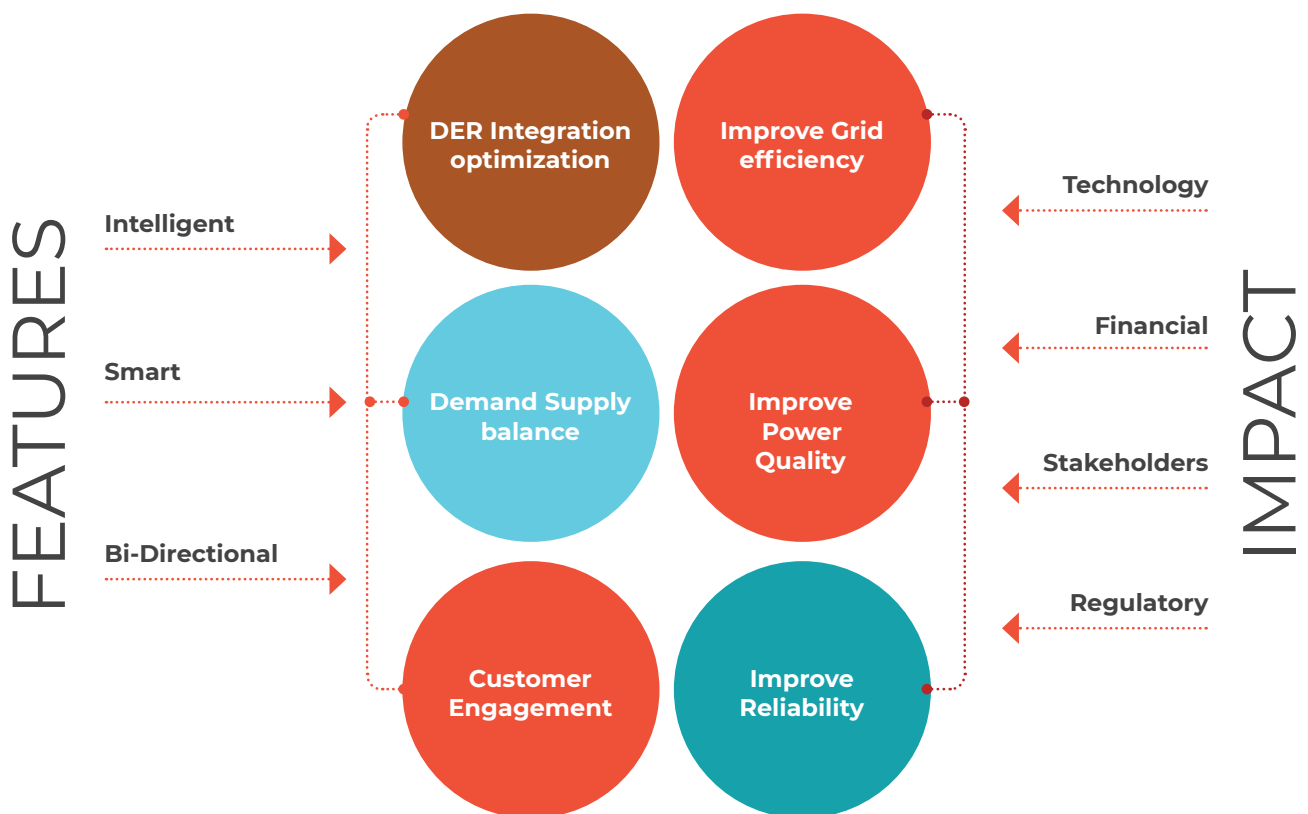 FEATURES
Intelligent
Smart
Bi-Directional
DER Integration
optimization
Demand Supply
balance
Customer
Engagement
Improve Grid
efficiency
Improve
Power
Quality
Improve
Reliability
Technology
Financial
Stakeholders
Regulatory
IMPACT